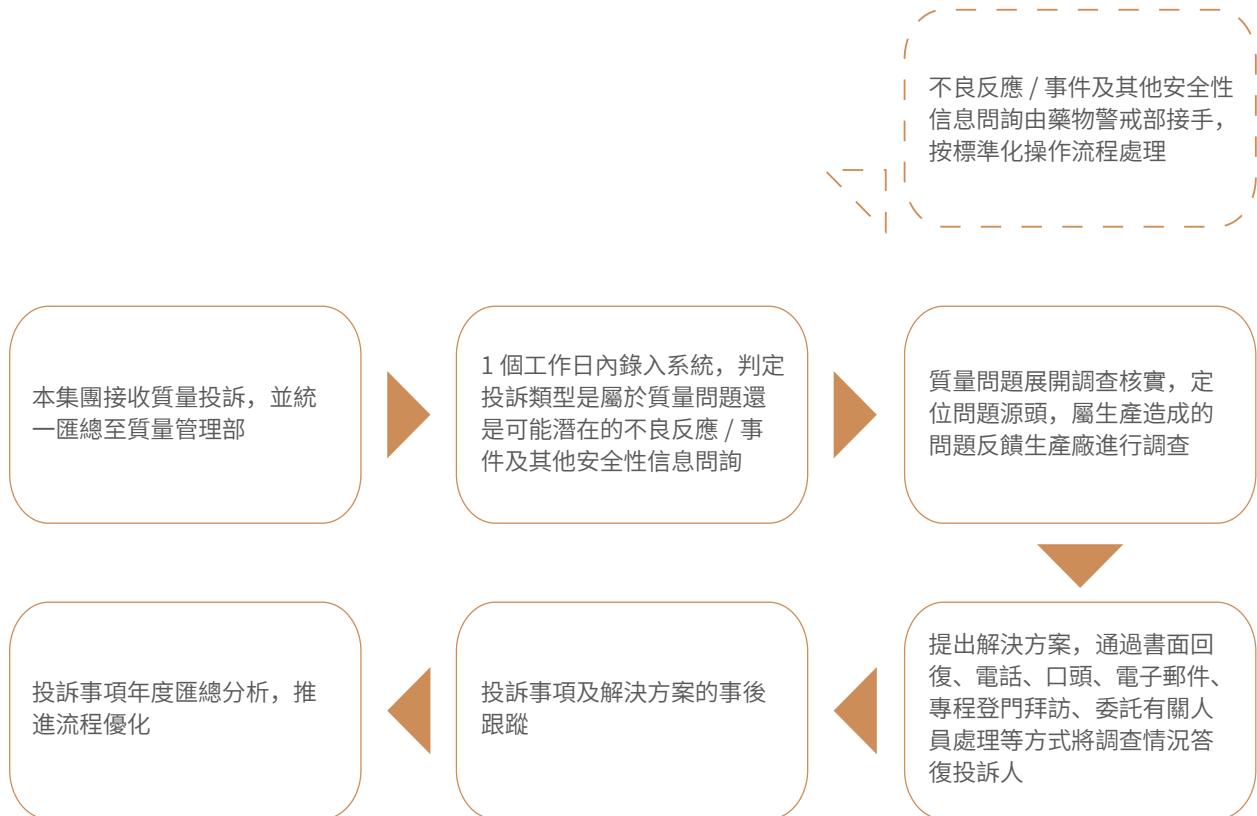 不良反應 / 事件及其他安全性
信息問詢由藥物警戒部接手，
按標準化操作流程處理
本集團接收質量投訴，並統
一匯總至質量管理部
1 個工作日內錄入系統，判定
投訴類型是屬於質量問題還
是可能潛在的不良反應 / 事
件及其他安全性信息問詢
質量問題展開調查核實，定
位問題源頭，屬生產造成的
問題反饋生產廠進行調查
提出解決方案，通過書面回
復、電話、口頭、電子郵件、
專程登門拜訪、委託有關人
員處理等方式將調查情況答
復投訴人
投訴事項及解決方案的事後
跟蹤
投訴事項年度匯總分析，推
進流程優化